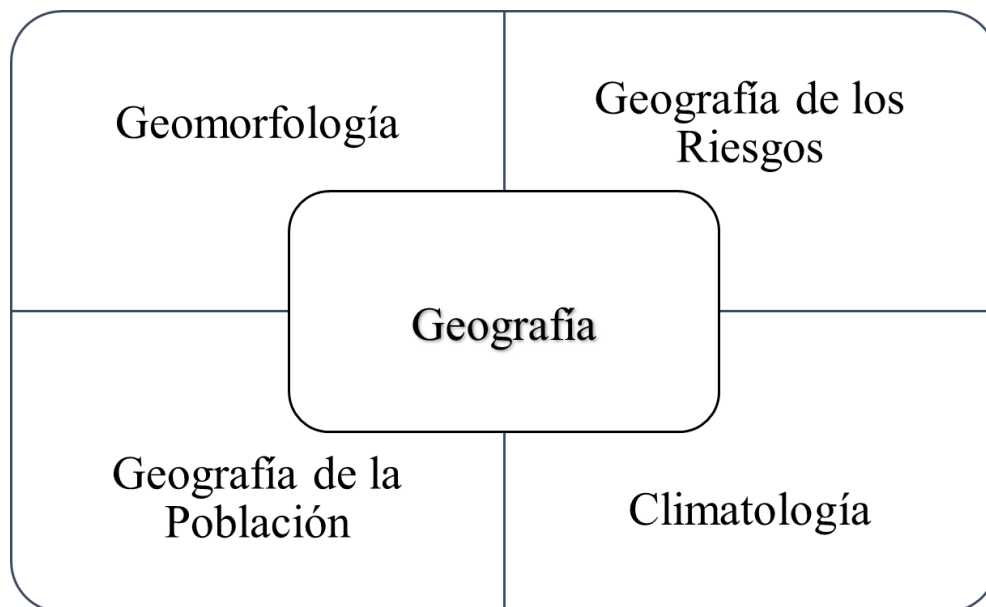 Geomorfología
Geografía de los
Riesgos
Geografía
Geografía de la
Población
Climatología